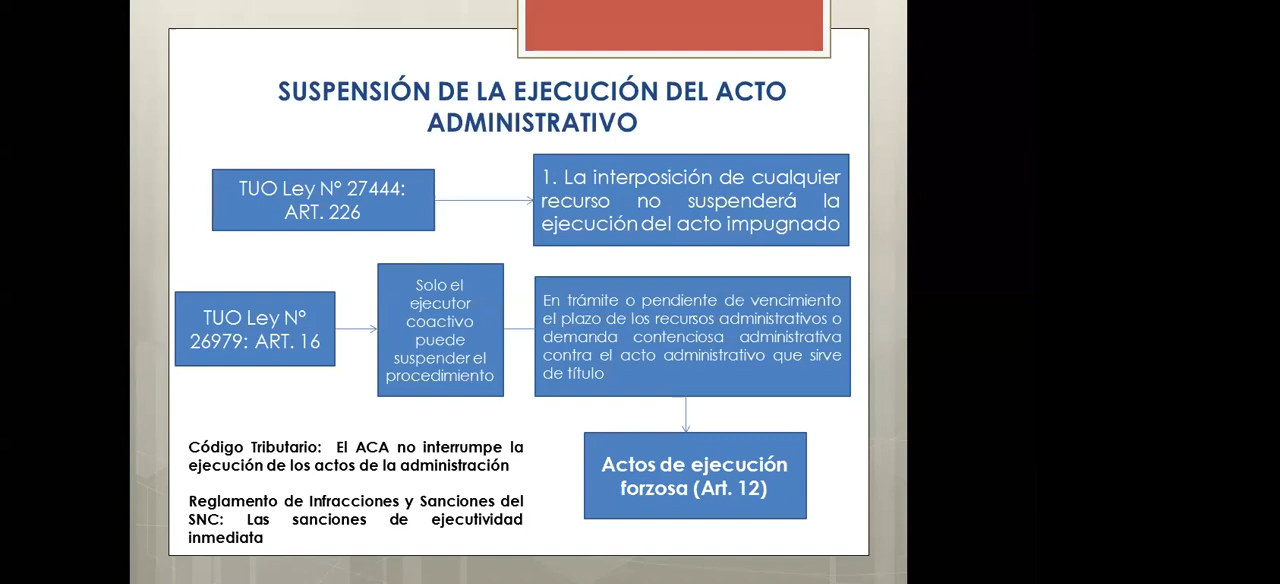 SUSPENSIÓN DE LA EJECUCIÓN DEL ACTO
ADMINISTRATIVO
TUO Ley Nº 27444:
ART. 226
1. La interposición de cualquier
recurso no suspenderá la
ejecución del acto impugnado
TUO Ley Nº
26979: ART. 16
Solo el
ejecutor
coactivo
puede
suspender el
procedimiento
En trámite o pendiente de vencimiento
el plazo de los recursos administrativos o
demanda contenciosa administrativa
contra el acto administrativo que sirve
de título
Actos de ejecución
forzosa (Art. 12)
Código Tributario: El ACA no interrumpe la
ejecución de los actos de la administración
Reglamento de Infracciones y Sanciones del
SNC: Las sanciones de ejecutividad
inmediata